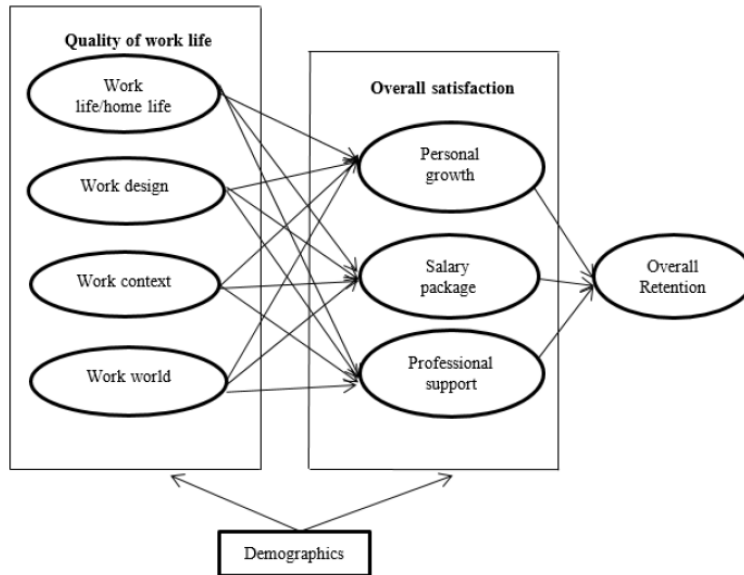 Quality of work life
Work
life/home life
Work design
Work context
Work world
Overall satisfaction
Personal
growth
Salary
package
Professional
support
Overall
Retention
Demographics